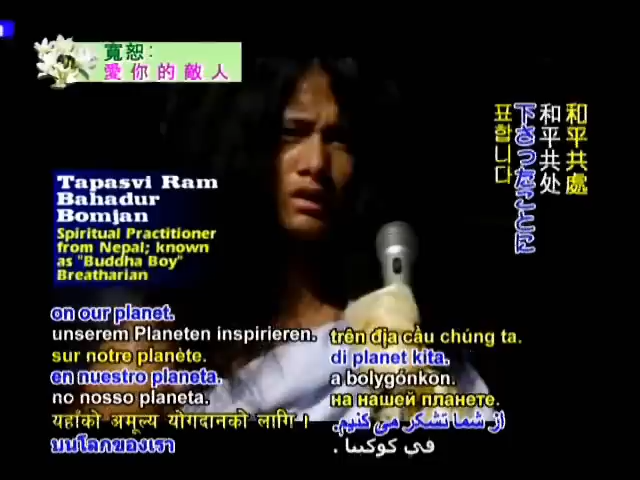 寬恕:
愛你的敵人
Tapasvi Ram
Bahadur
Bomjan
Spiritual Practitioner
from Nepal; known
as "Buddha Boy"
Breatharian
和平共處
和平共处
下さったことに
표합니다
on our planet.
unserem Planeten inspirieren.
sur notre planète.
en nuestro planeta.
no nosso planeta.
यहाँको अमूल्य योगदानको लागि ।
บนโลกของเรา
trên địa cầu chúng ta.
di planet kita.
a bolygónkon.
на нашей планете.
از شما تشکر می کنیم.
في كوكبنا .